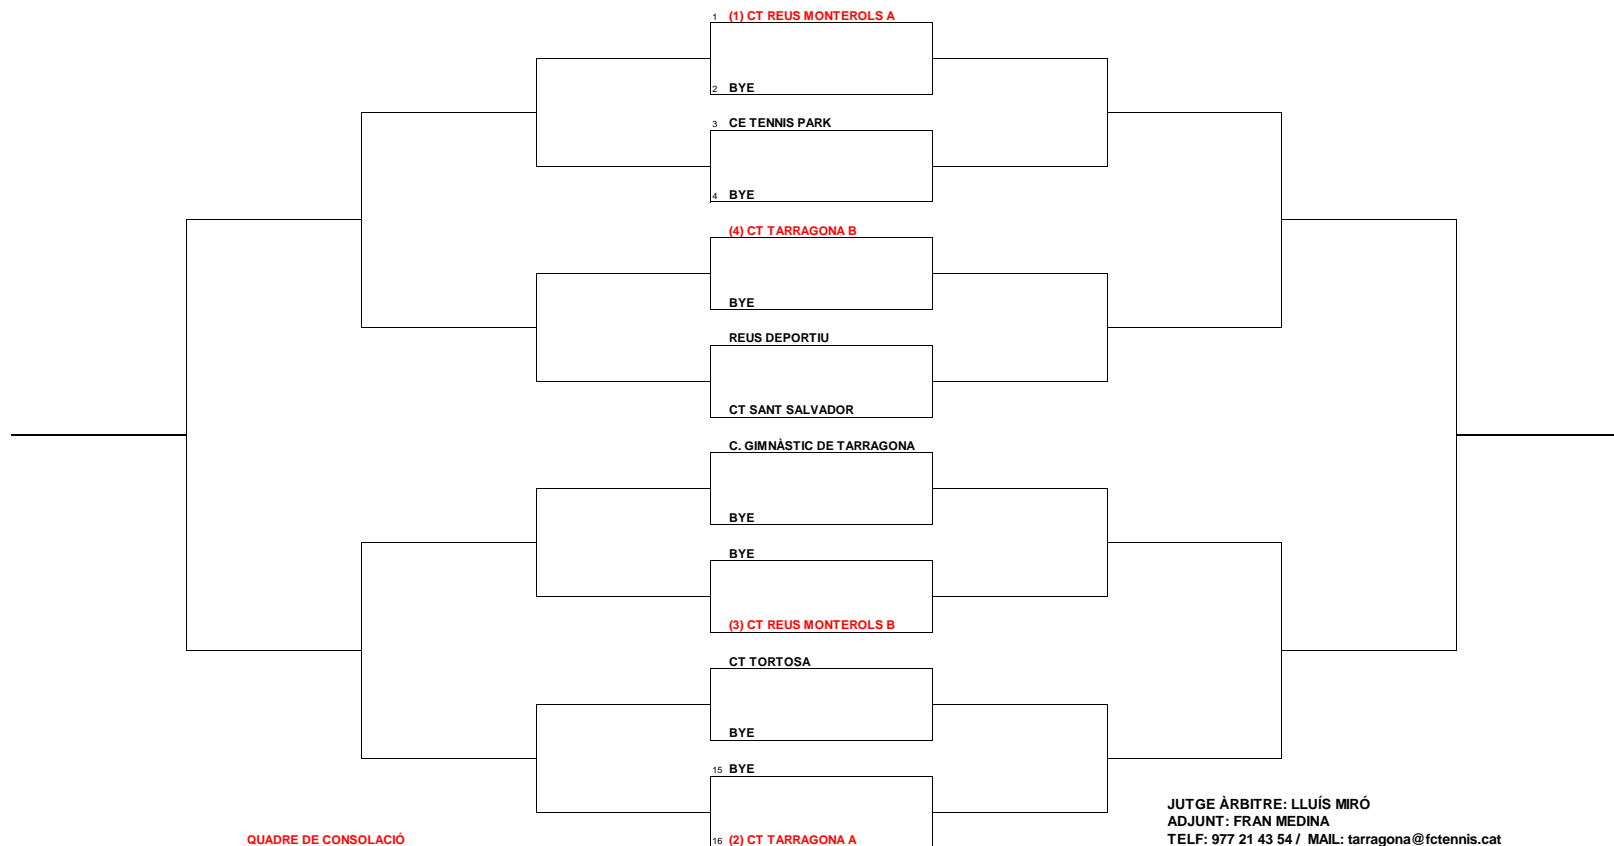 1 (1) CT REUS MONTEROLS A
2 BYE
3 CE TENNIS PARK
4 BYE
(4) CT TARRAGONA B
BYE
REUS DEPORTIU
CT SANT SALVADOR
C. GIMNÀSTIC DE TARRAGONA
BYE
BYE
(3) CT REUS MONTEROLS B
CT TORTOSA
BYE
15 BYE
16 (2) CT TARRAGONA A
QUADRE DE CONSOLACIÓ
JUTGE ÀRBITRE: LLUÍS MIRÓ
ADJUNT: FRAN MEDINA
TELF: 977 21 43 54 / MAIL: tarragona@fctennis.cat